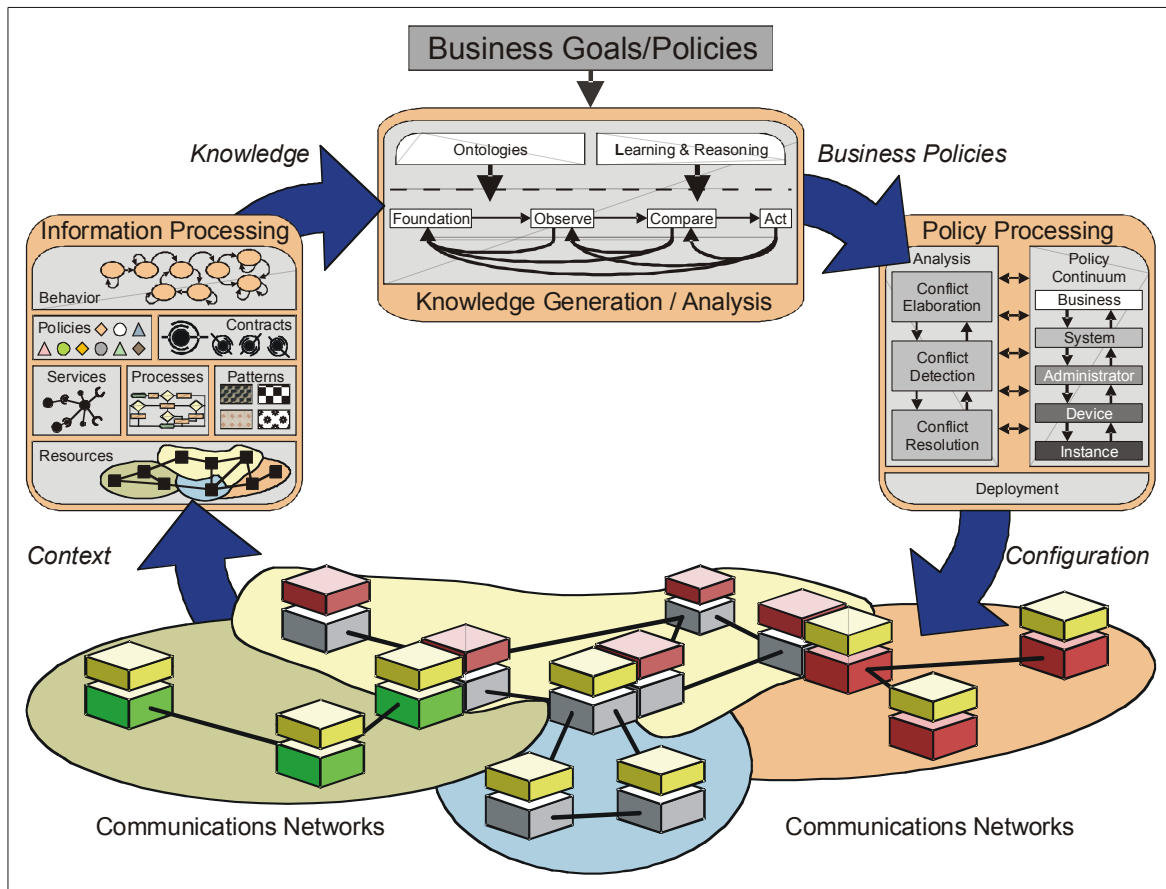 Business Goals/Policies
Knowledge
Ontologies
Learning & Reasoning
Foundation
Observe
Compare
Act
Knowledge Generation / Analysis
Business Policies
Information Processing
Behavior
Policies
Contracts
Services
Processes
Patterns
Resources
Policy Processing
Analysis
Conflict
Elaboration
Conflict
Detection
Conflict
Resolution
Policy
Continuum
Business
System
Administrator
Device
Instance
Deployment
Context
Configuration
Communications Networks
Communications Networks